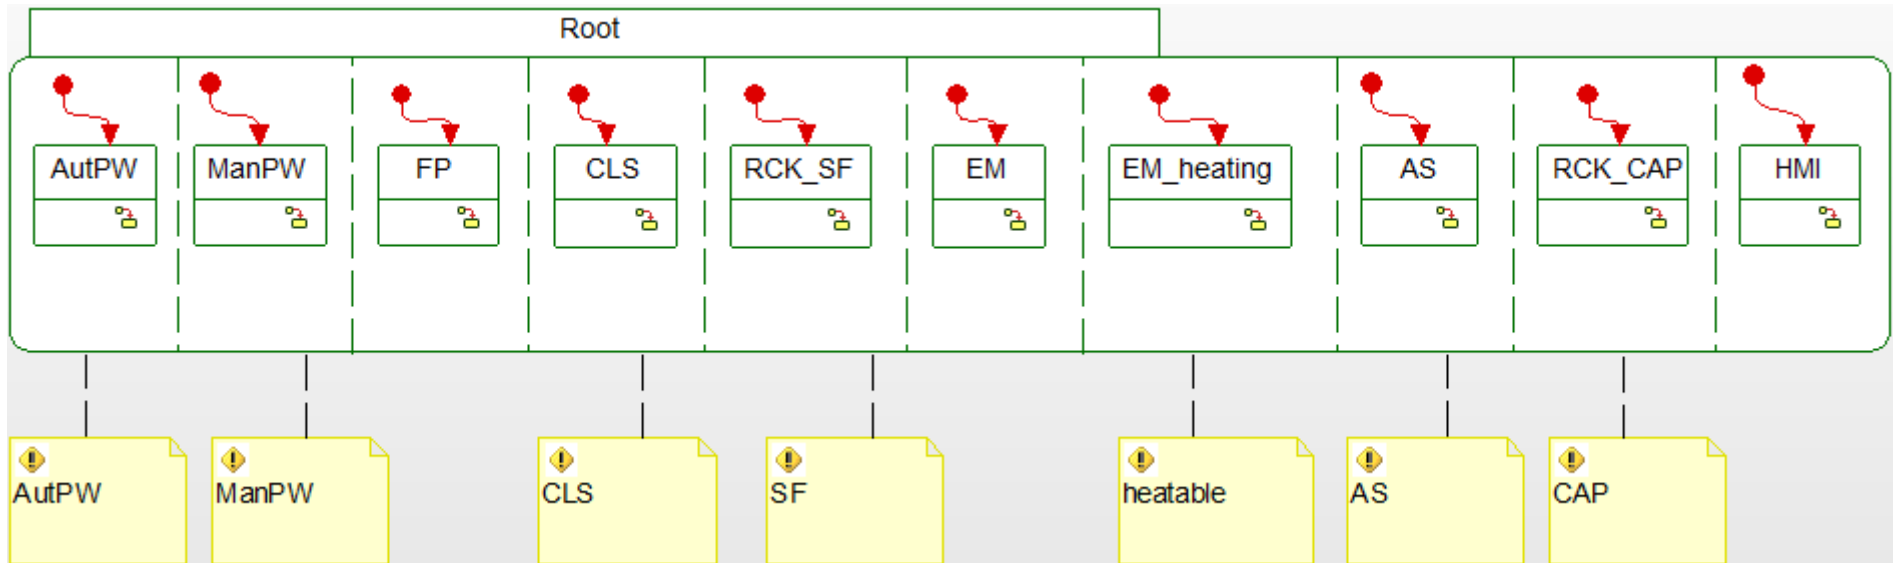 Root
AutPW
ManPW
FP
CLS
RCK_SF
EM
EM_heating
AS
RCK_CAP
HMI
AutPW
ManPW
CLS
SF
heatable
AS
CAP